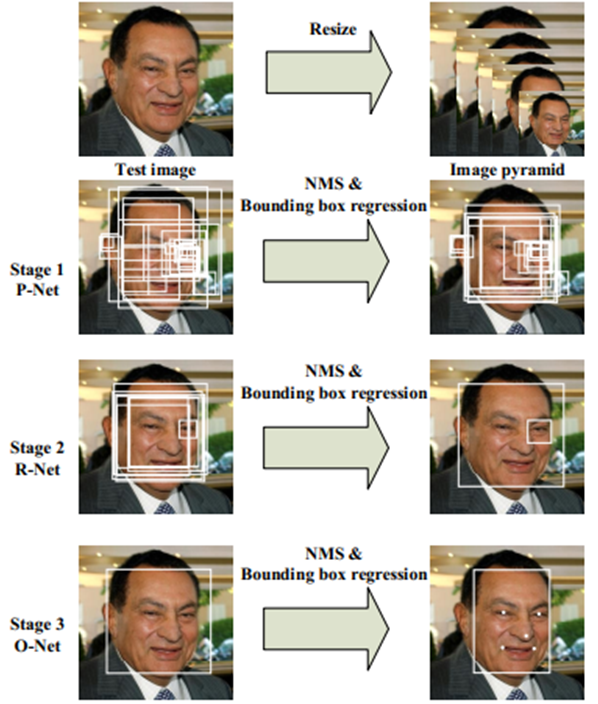 Resize
Test image
Image pyramid
NMS &
Bounding box regression
Stage 1
P-Net
NMS &
Bounding box regression
Stage 2
R-Net
NMS &
Bounding box regression
Stage 3
O-Net